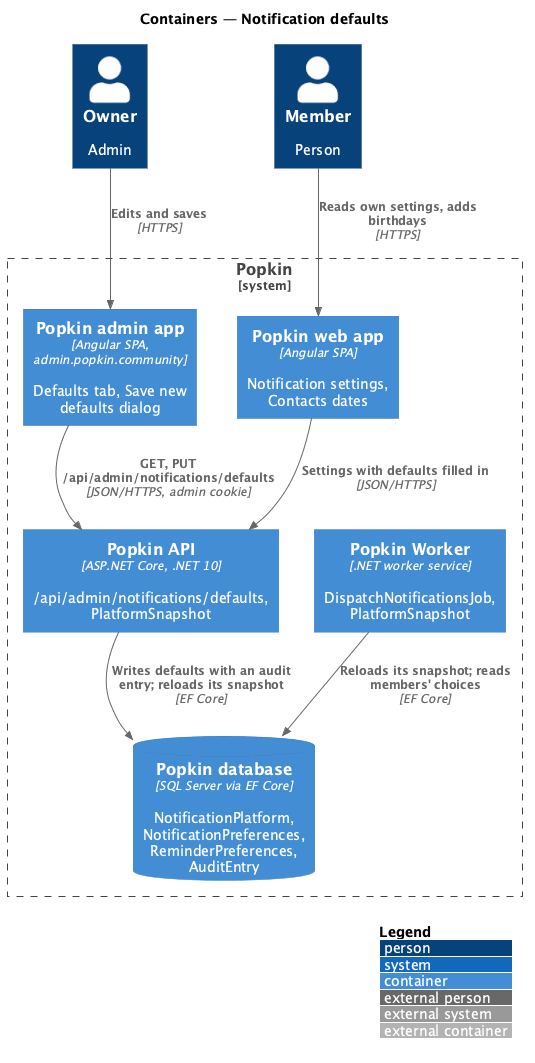 Containers — Notification defaults
Owner
Admin
Member
Person
Edits and saves
[HTTPS]
Reads own settings, adds
birthdays
[HTTPS]
Popkin
[system]
Popkin admin app
[Angular SPA,
admin.popkin.community]
Defaults tab, Save new
defaults dialog
Popkin web app
[Angular SPA]
Notification settings,
Contacts dates
GET, PUT
/api/admin/notifications/defaults
[JSON/HTTPS, admin cookie]
Settings with defaults filled in
[JSON/HTTPS]
Popkin API
[ASP.NET Core, .NET 10]
/api/admin/notifications/defaults,
PlatformSnapshot
Popkin Worker
[.NET worker service]
DispatchNotificationsJob,
PlatformSnapshot
Writes defaults with an audit
entry; reloads its snapshot
[EF Core]
Reloads its snapshot; reads
members' choices
[EF Core]
Popkin database
[SQL Server via EF Core]
NotificationPlatform,
NotificationPreferences,
ReminderPreferences,
AuditEntry
Legend
person
system
container
external person
external system
external container